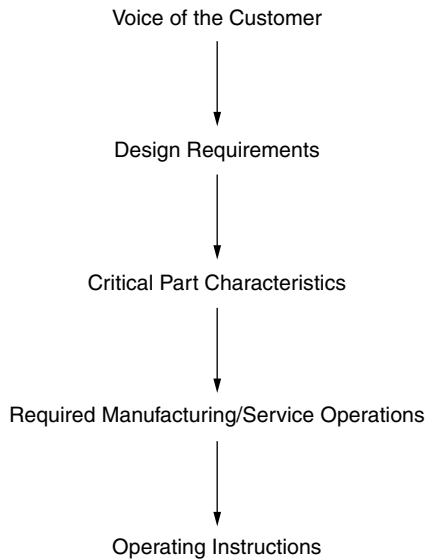 Voice of the Customer
Design Requirements
Critical Part Characteristics
Required Manufacturing/Service Operations
Operating Instructions